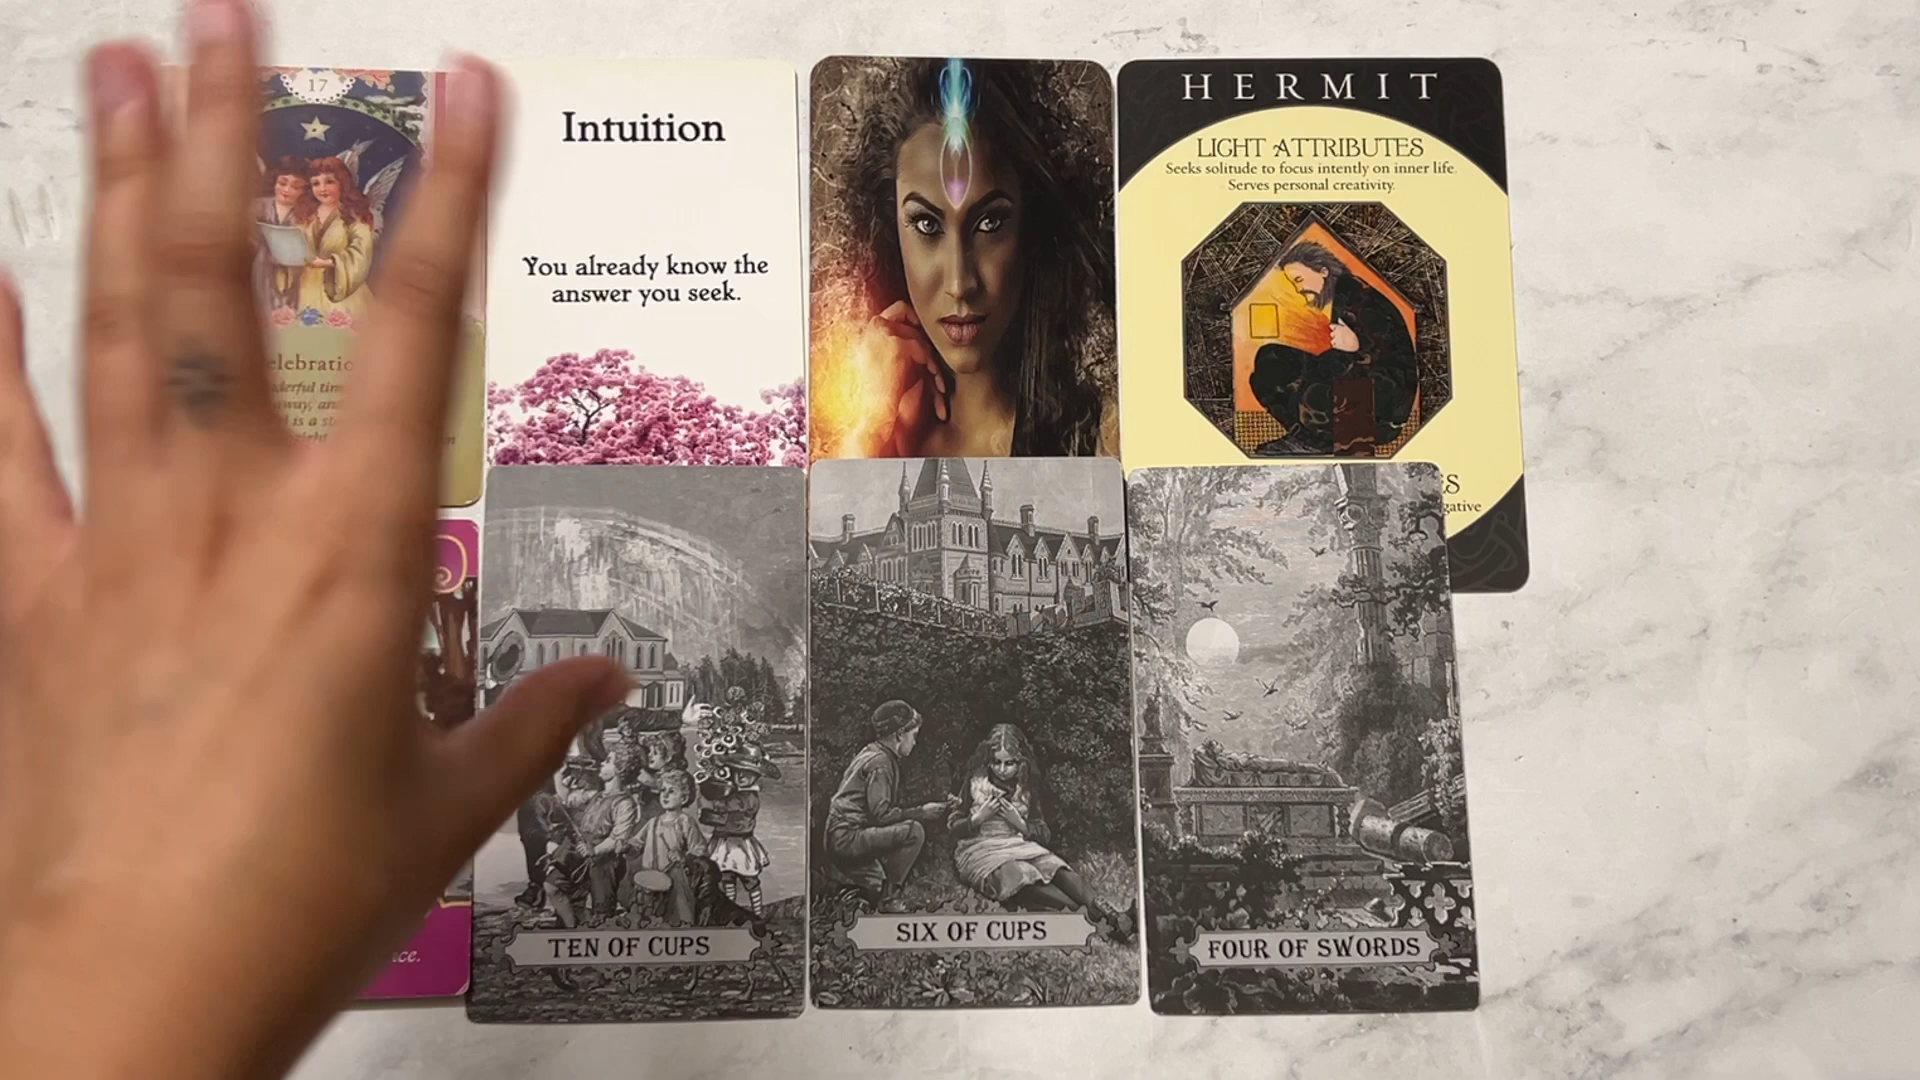 17
Intuition
You already know the
answer you seek.
HERMIT
LIGHT ATTRIBUTES
Seeks solitude to focus intently on inner life.
Serves personal creativity.
TEN OF CUPS
SIX OF CUPS
FOUR OF SWORDS